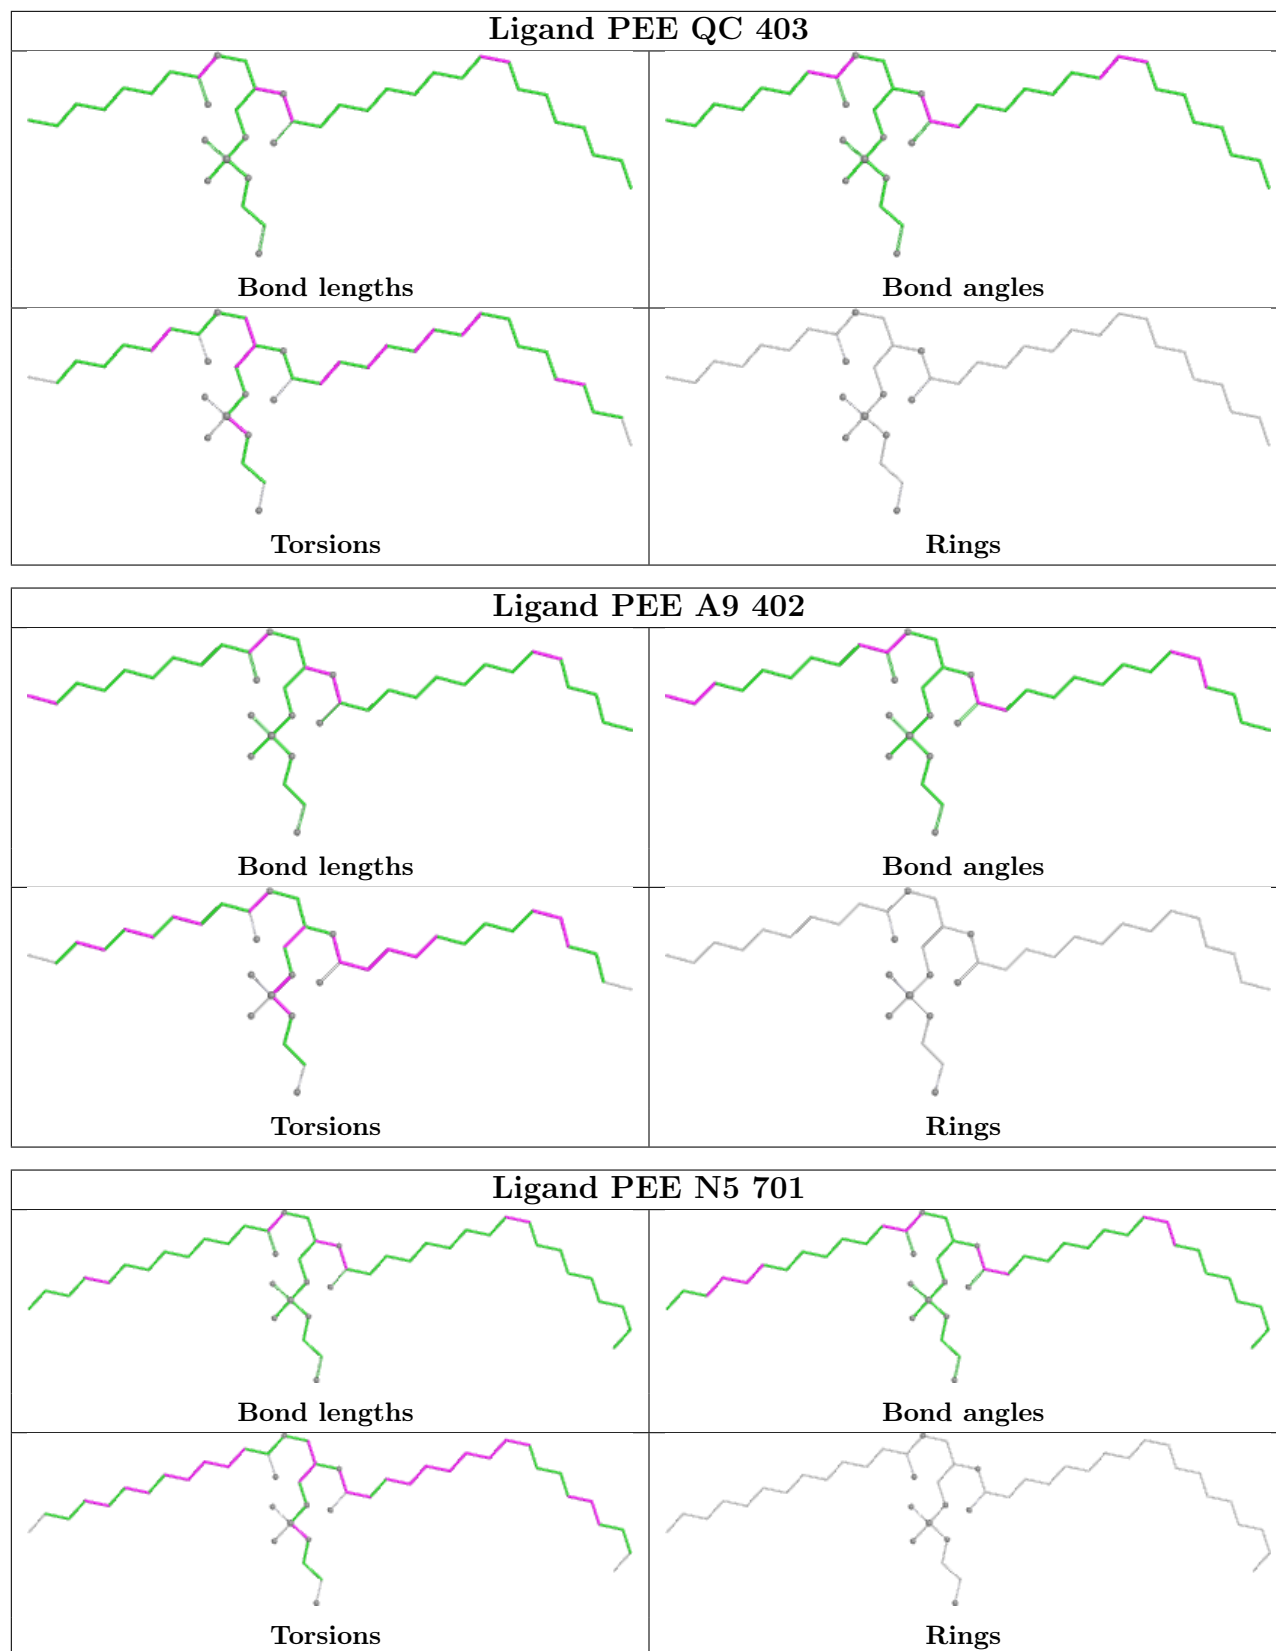 Ligand PEE QC 403
Bond lengths
Bond angles
Torsions
Rings
Ligand PEE A9 402
Bond lengths
Bond angles
Torsions
Rings
Ligand PEE N5 701
Bond lengths
Bond angles
Torsions
Rings